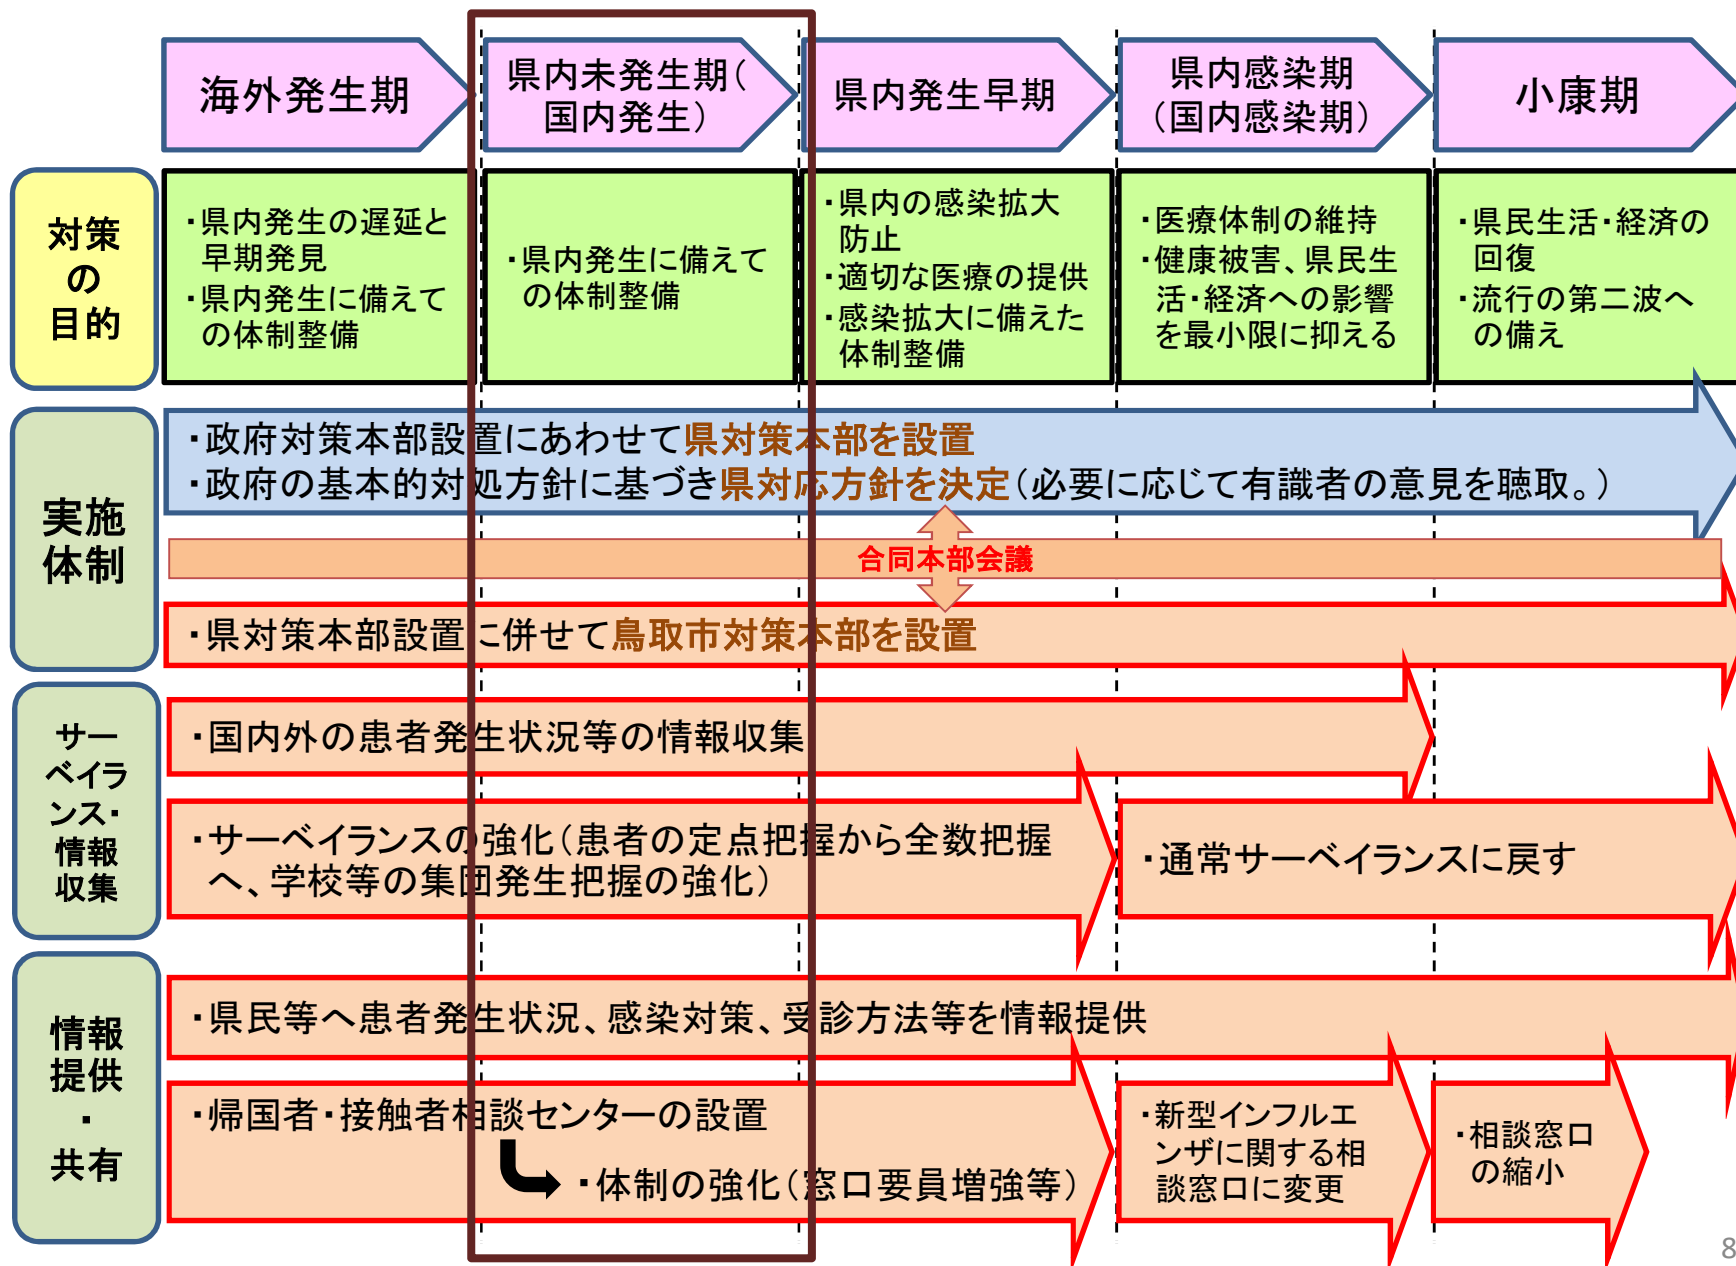 海外発生期
県内未発生期(
国内発生)
県内発生早期
県内感染期
(国内感染期)
小康期
対策
の
目的
・県内発生の遅延と
早期発見
・県内発生に備えて
の体制整備
・県内発生に備えて
の体制整備
・県内の感染拡大
防止
・適切な医療の提供
・感染拡大に備えた
体制整備
・医療体制の維持
・健康被害、県民生
活・経済への影響
を最小限に抑える
・県民生活・経済の
回復
・流行の第二波へ
の備え
実施
体制
・政府対策本部設置にあわせて県対策本部を設置
・政府の基本的対処方針に基づき県対応方針を決定(必要に応じて有識者の意見を聴取。)
合同本部会議
・県対策本部設置に併せて鳥取市対策本部を設置
サー
ベイラ
ンス・
情報
収集
・国内外の患者発生状況等の情報収集
・サーベイランスの強化(患者の定点把握から全数把握
へ、学校等の集団発生把握の強化)
・通常サーベイランスに戻す
情報
提供
・
共有
・県民等へ患者発生状況、感染対策、受診方法等を情報提供
・帰国者・接触者相談センターの設置
・体制の強化(窓口要員増強等)
・新型インフルエ
ンザに関する相
談窓口に変更
・相談窓口
の縮小
8